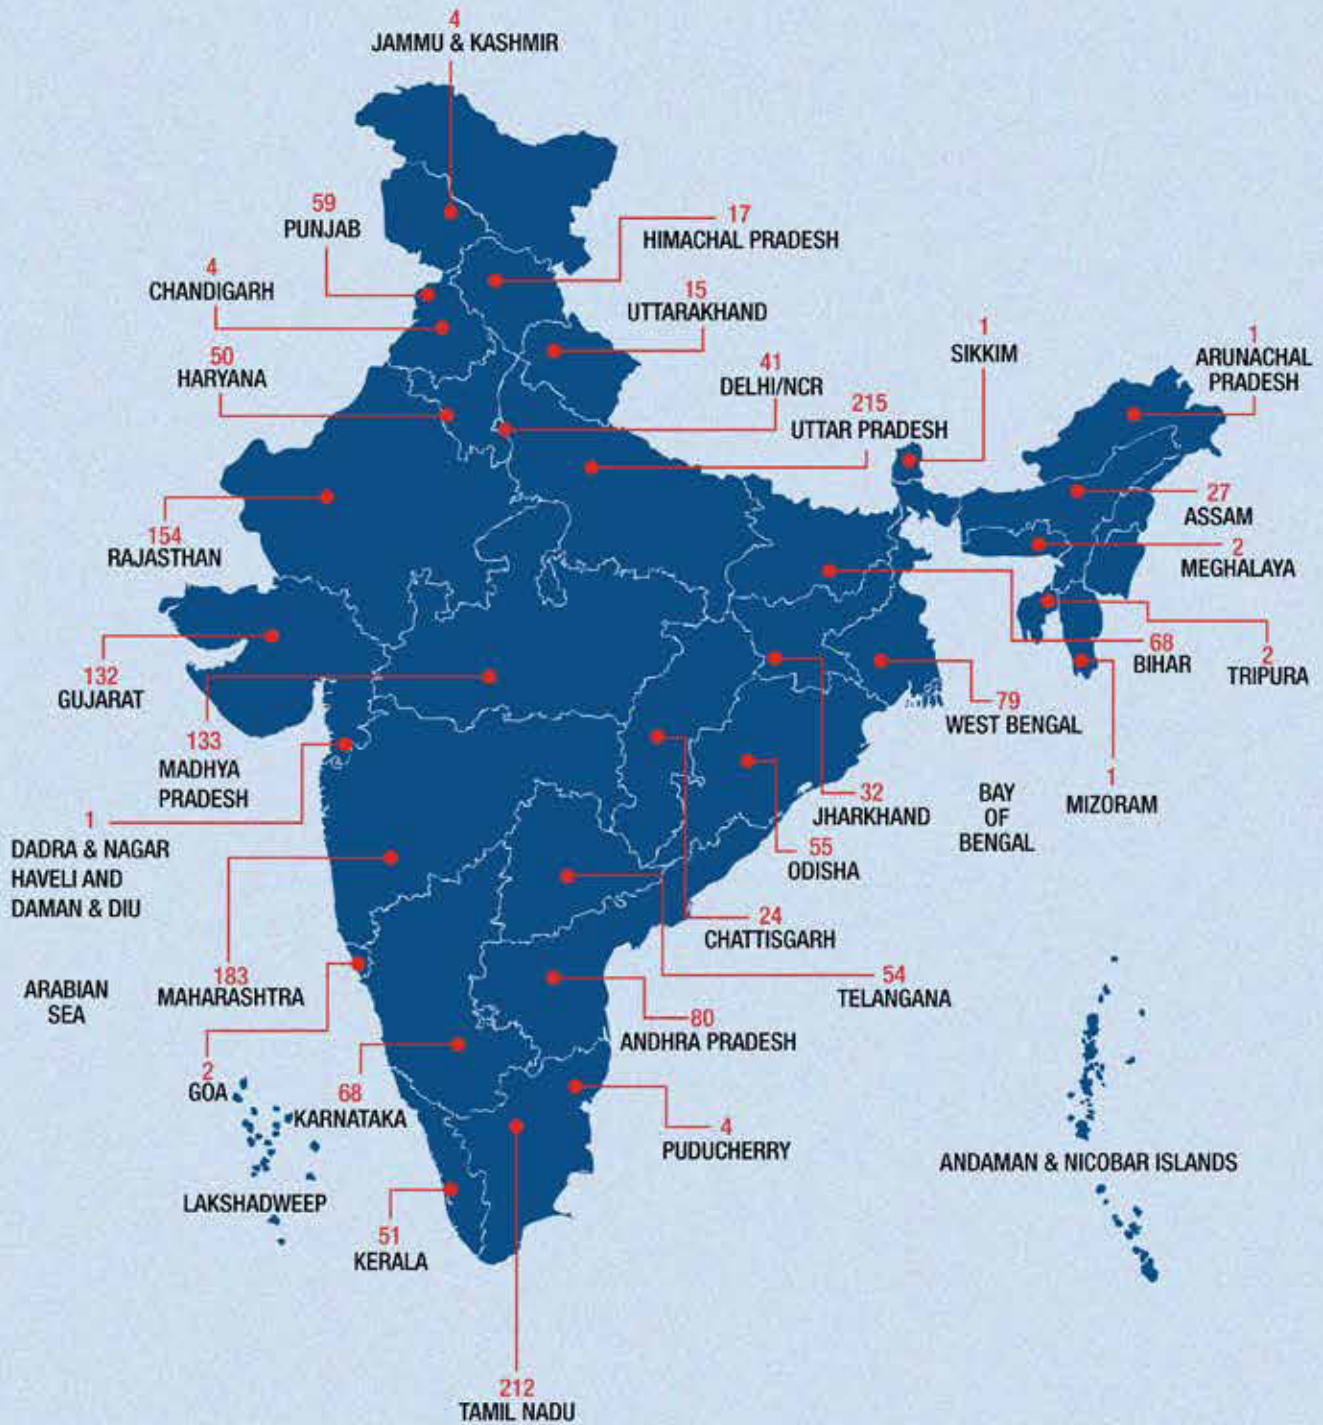 4
JAMMU & KASHMIR
59
PUNJAB
17
HIMACHAL PRADESH
4
CHANDIGARH
15
UTTARAKHAND
50
HARYANA
41
DELHI/NCR
1
SIKKIM
1
ARUNACHAL
PRADESH
215
UTTAR PRADESH
27
ASSAM
154
RAJASTHAN
2
MEGHALAYA
68
BIHAR
2
TRIPURA
132
GUJARAT
79
WEST BENGAL
133
MADHYA
PRADESH
1
MIZORAM
32
JHARKHAND
BAY
OF
BENGAL
1
DADRA & NAGAR
HAVELI AND
DAMAN & DIU
55
ODISHA
24
CHATTISGARH
183
MAHARASHTRA
54
TELANGANA
ARABIAN
SEA
80
ANDHRA PRADESH
2
GOA
68
KARNATAKA
4
PUDUCHERRY
ANDAMAN & NICOBAR ISLANDS
LAKSHADWEEP
51
KERALA
212
TAMIL NADU